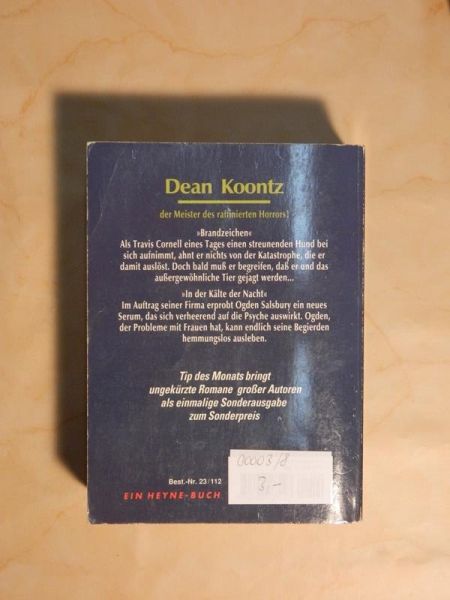 Dean Koontz
der Meister des raffinierten Horrors!
»Brandzeichen«
Als Travis Cornell eines Tages einen streunenden Hund bei
sich aufnimmt, ahnt er nichts von der Katastrophe, die er
damit auslöst. Doch bald muß er begreifen, daß er und das
außergewöhnliche Tier gejagt werden...
»In der Kälte der Nacht«
Im Auftrag seiner Firma erprobt Ogden Salsbury ein neues
Serum, das sich verheerend auf die Psyche auswirkt. Ogden,
der Probleme mit Frauen hat, kann endlich seine Begierden
hemmungslos ausleben.
Tip des Monats bringt
ungekürzte Romane großer Autoren
als einmalige Sonderausgabe
zum Sonderpreis
00003/8
3,-
Best.-Nr. 23/112
EIN HEYNE-BUCH